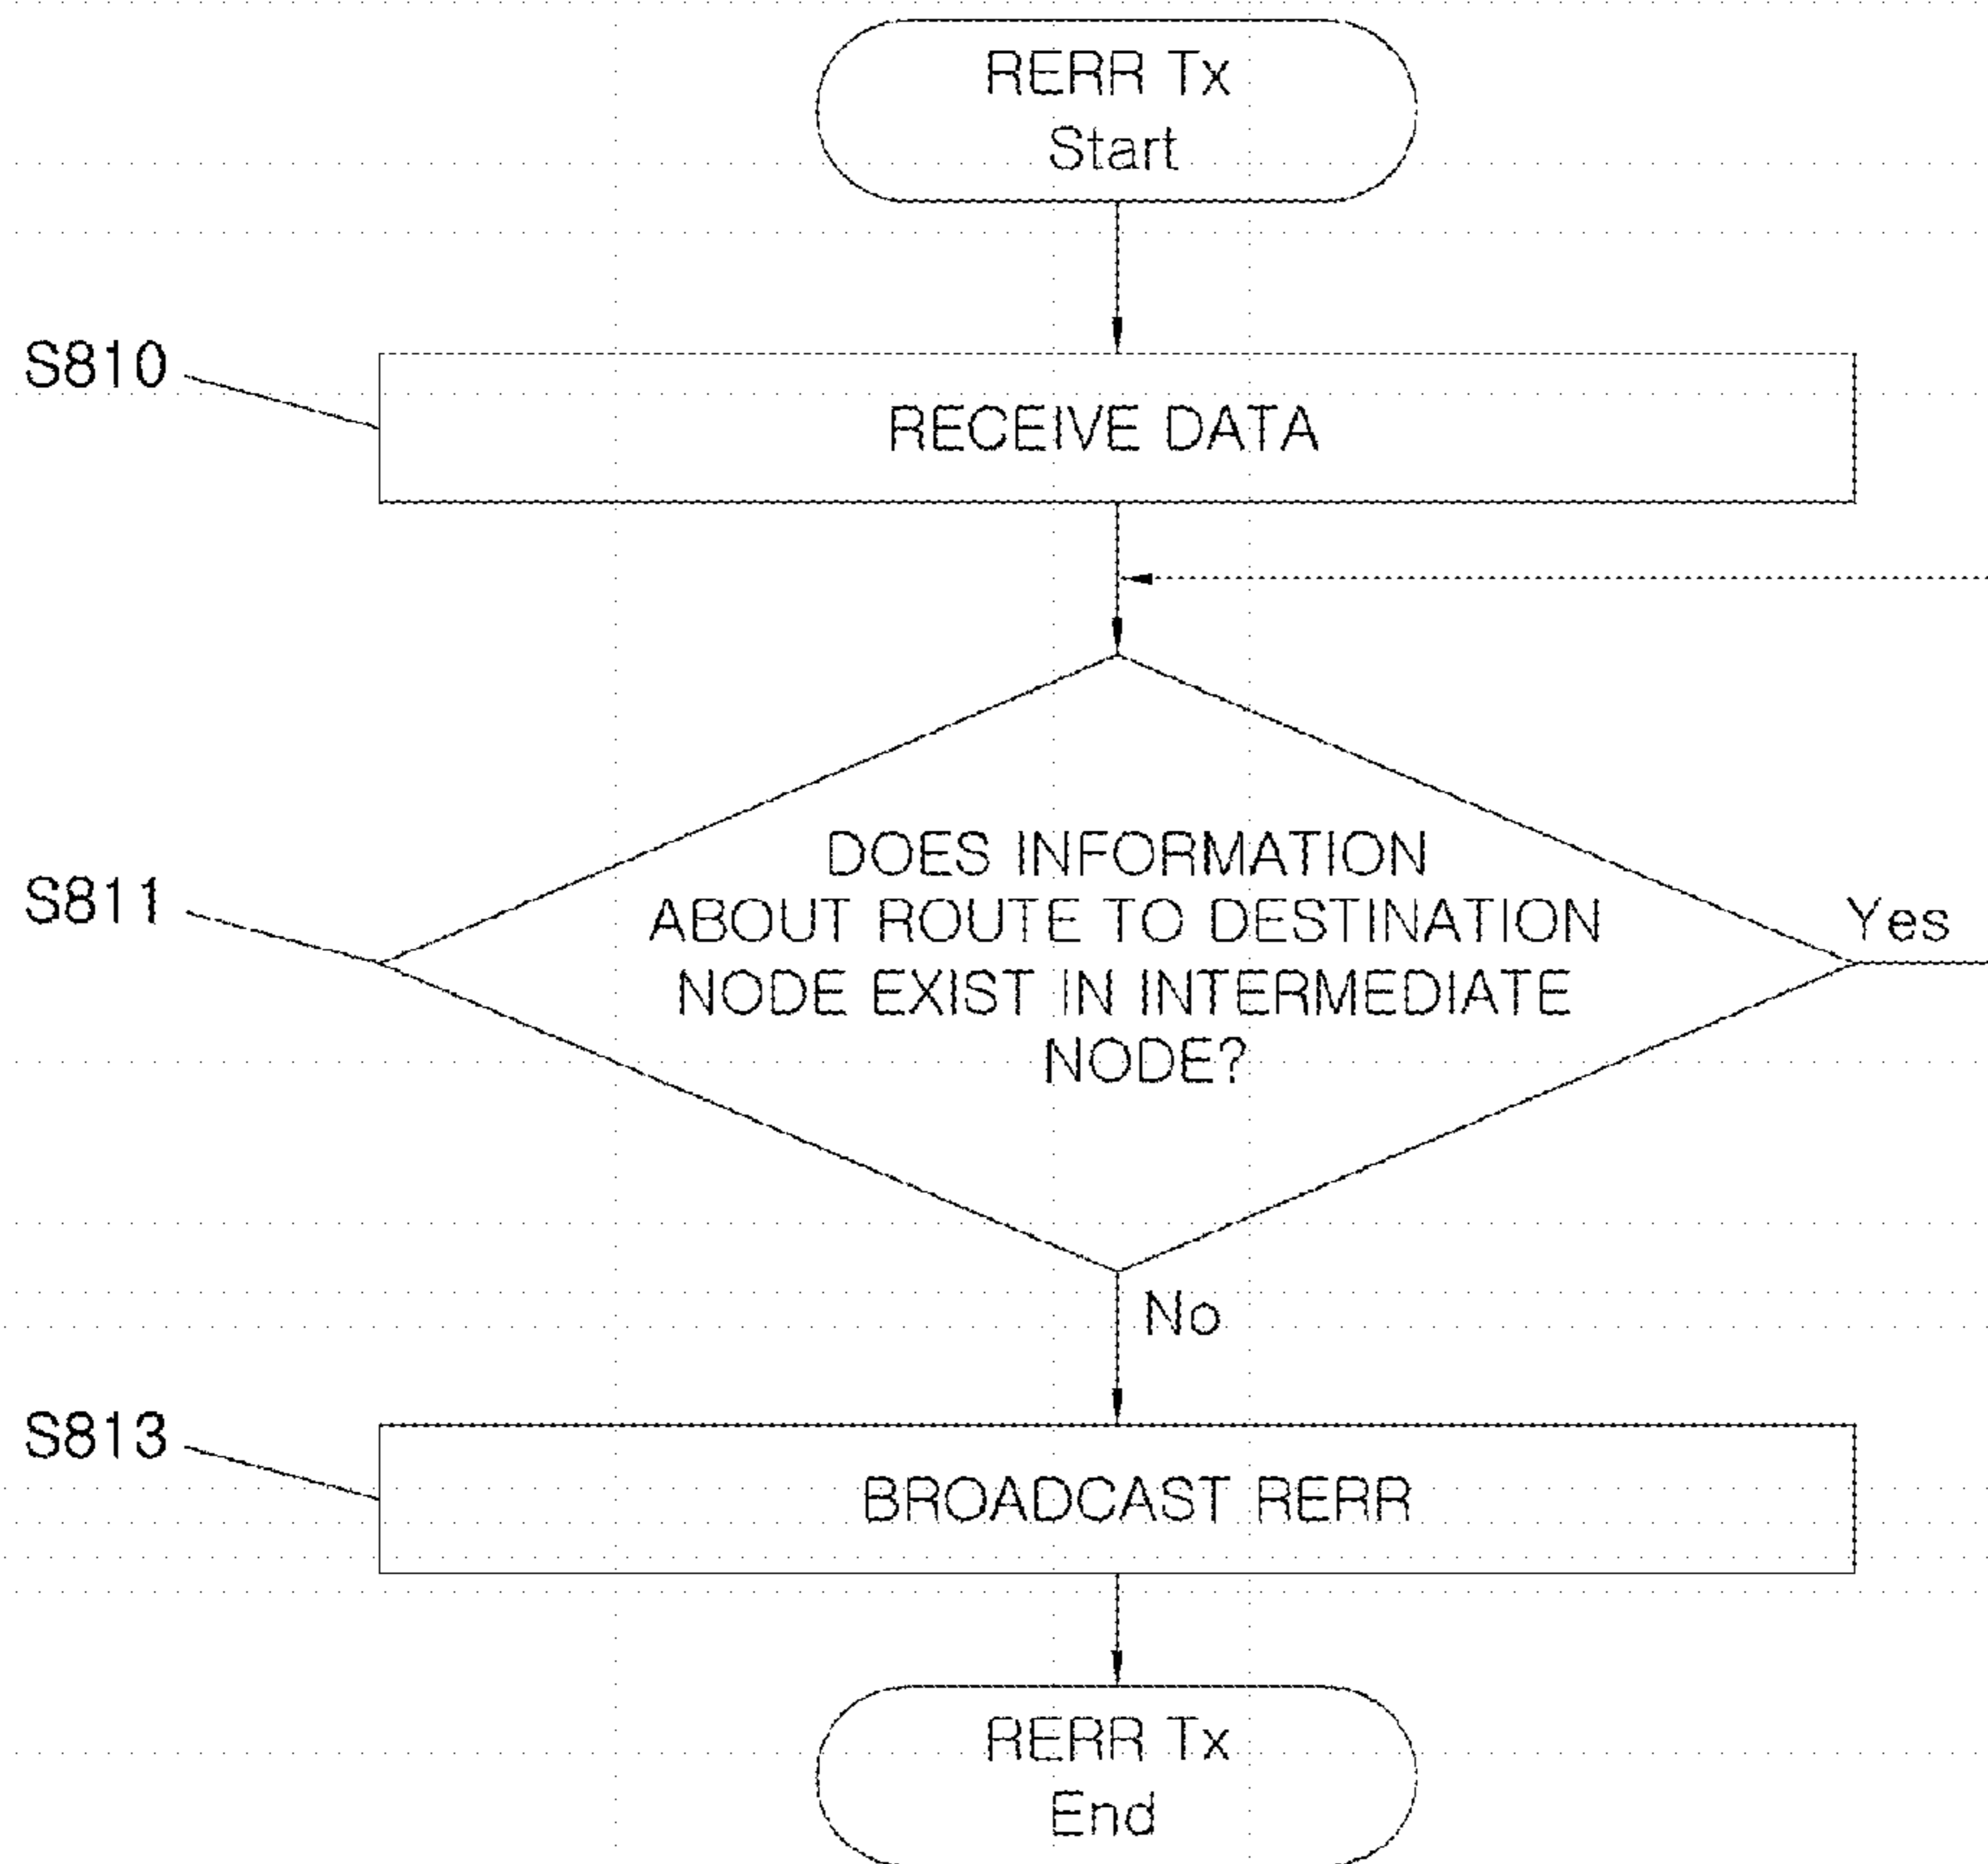 RERR Tx
Start
S810
RECEIVE DATA
DOES INFORMATION
S811
ABOUT ROUTE TO DESTINATION
Yes
NODE EXIST IN INTERMEDIATE
NODE?
No
S813
BROADCAST RERR
RERR Tx
End